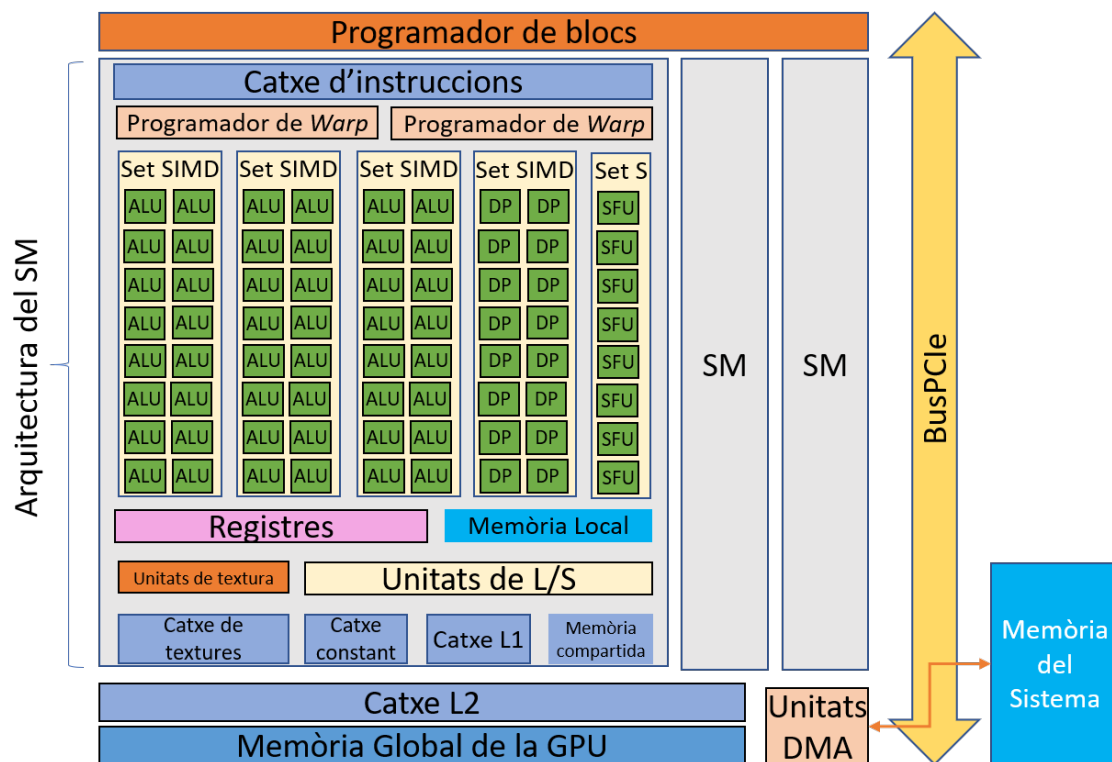 Programador de blocs
Catxe d'instruccions
Programador de Warp
Programador de Warp
Set SIMD
Set SIMD
Set SIMD
Set SIMD
Set S
ALU ALU ALU ALU ALU ALU DP DP SFU
ALU ALU ALU ALU ALU ALU DP DP SFU
ALU ALU ALU ALU ALU ALU DP DP SFU
ALU ALU ALU ALU ALU ALU DP DP SFU
ALU ALU ALU ALU ALU ALU DP DP SFU
ALU ALU ALU ALU ALU ALU DP DP SFU
ALU ALU ALU ALU ALU ALU DP DP SFU
ALU ALU ALU ALU ALU ALU DP DP SFU
Registres
Memòria Local
Unitats de textura
Unitats de L/S
Catxe de
textures
Catxe
constant
Catxe L1
Memòria
compartida
Arquitectura del SM
SM
SM
BusPCIe
Catxe L2
Memòria Global de la GPU
Unitats
DMA
Memòria
del
Sistema